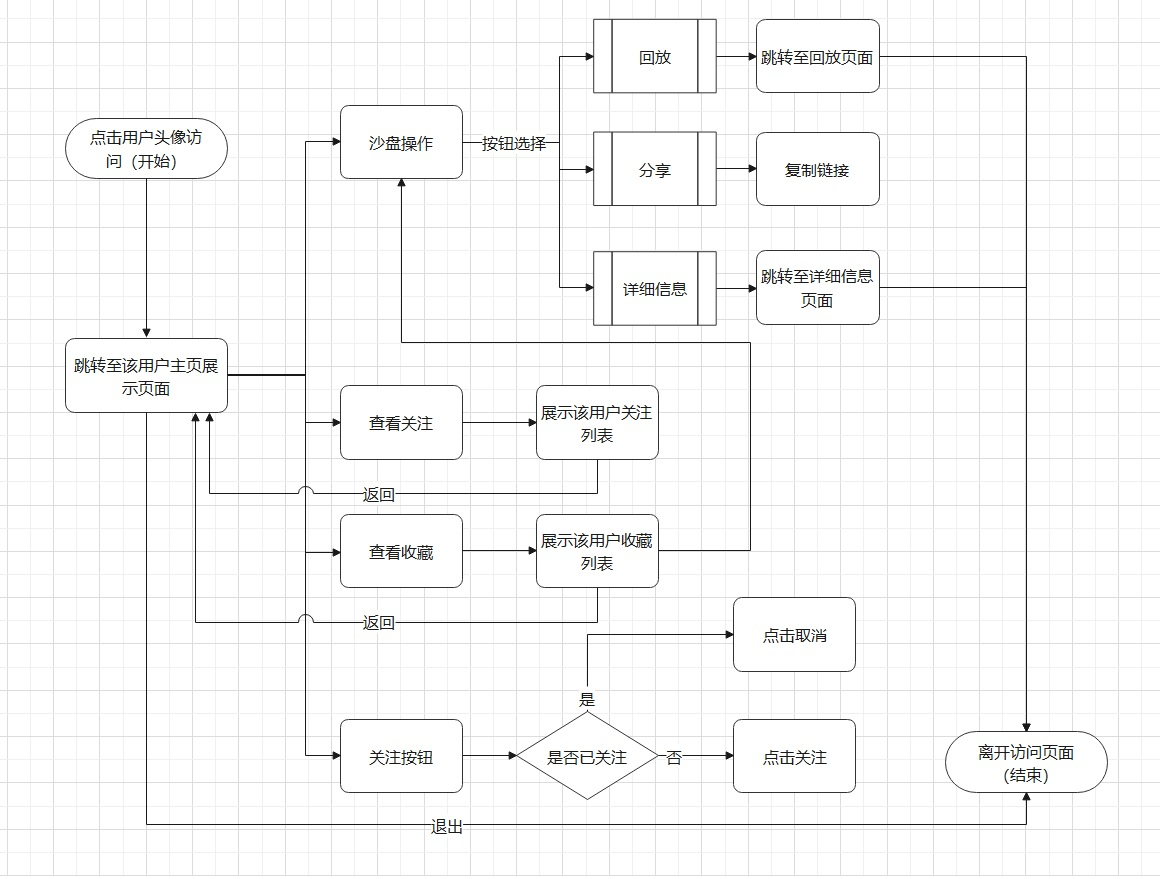 回放
跳转至回放页面
点击用户头像访
问（开始）
沙盘操作
按钮选择
分享
复制链接
详细信息
跳转至详细信息
页面
跳转至该用户主页展
示页面
查看关注
展示该用户关注
列表
返回
查看收藏
展示该用户收藏
列表
返回
点击取消
是
关注按钮
是否已关注
否
点击关注
离开访问页面
（结束）
退出